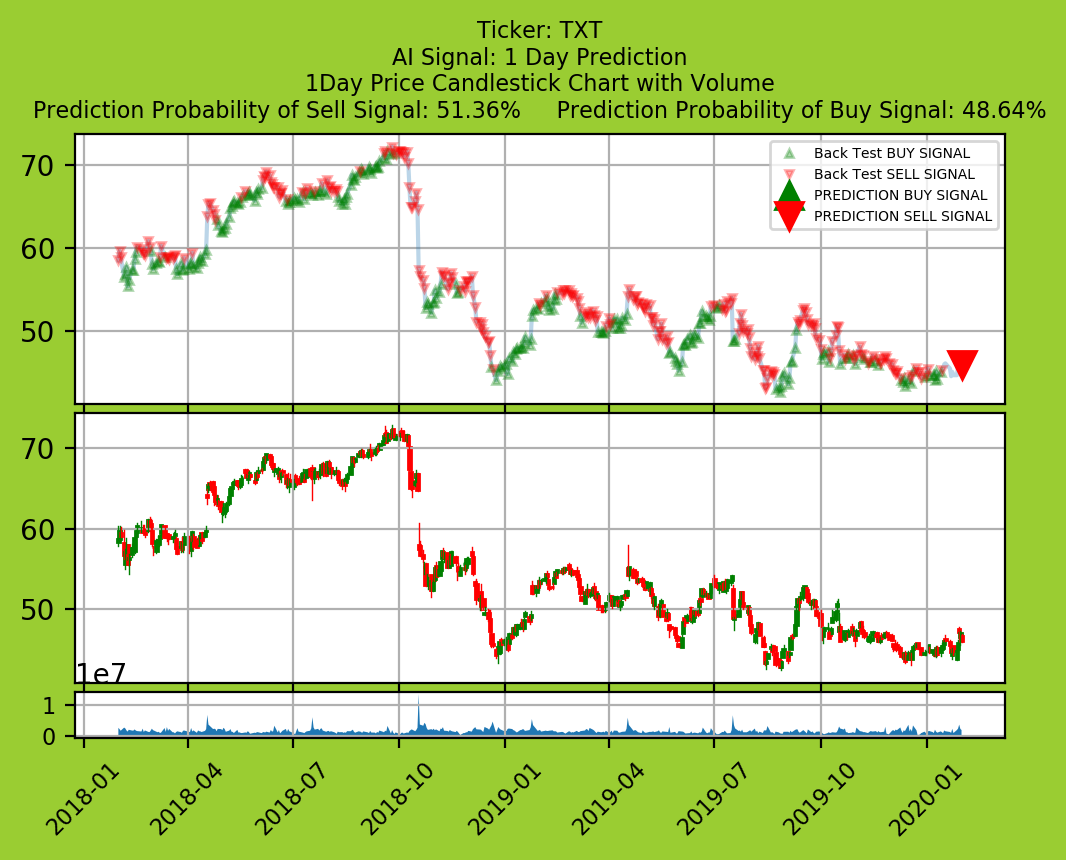 Ticker: TXT
AI Signal: 1 Day Prediction
1Day Price Candlestick Chart with Volume
Prediction Probability of Sell Signal: 51.36% Prediction Probability of Buy Signal: 48.64%
Back Test BUY SIGNAL
Back Test SELL SIGNAL
PREDICTION BUY SIGNAL
PREDICTION SELL SIGNAL
70
60
50
70
60
50
1e7
1
0
2018-01 2018-04 2018-07 2018-10 2019-01 2019-04 2019-07 2019-10 2020-01